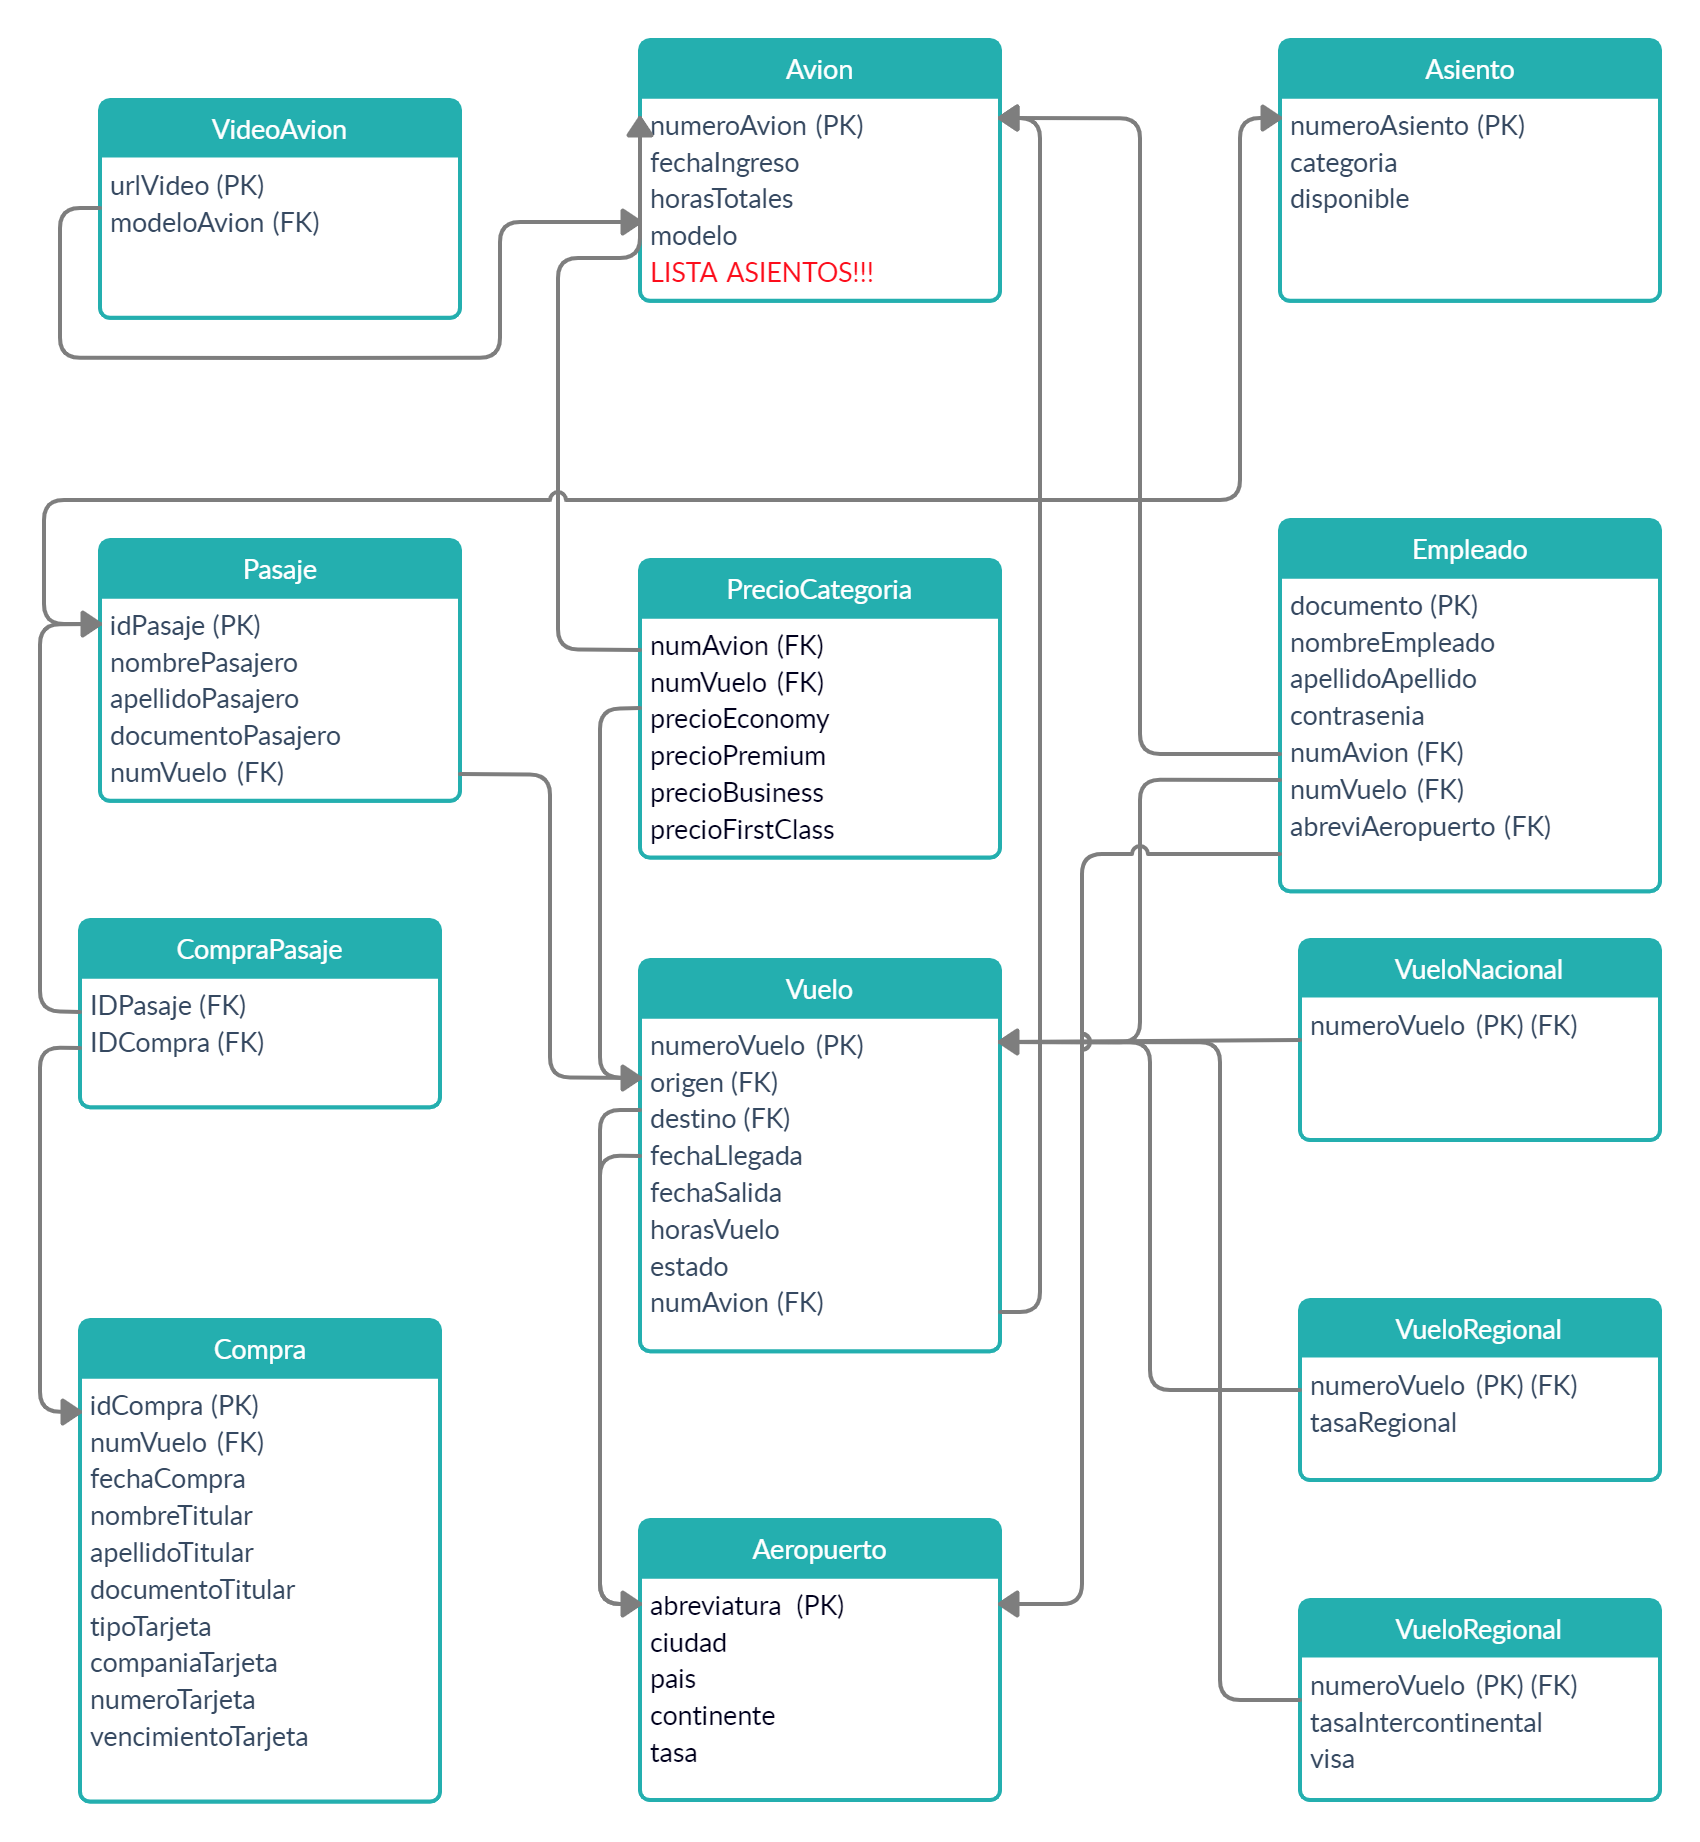 VideoAvion
urlVideo (PK)
modeloAvion (FK)
Avion
numeroAvion (PK)
fechaIngreso
horasTotales
modelo
LISTA ASIENTOS!!!
Asiento
numeroAsiento (PK)
categoria
disponible
Pasaje
idPasaje (PK)
nombrePasajero
apellidoPasajero
documentoPasajero
numVuelo (FK)
PrecioCategoria
numAvion (FK)
numVuelo (FK)
precioEconomy
precioPremium
precioBusiness
precioFirstClass
Empleado
documento (PK)
nombreEmpleado
apellidoApellido
contrasenia
numAvion (FK)
numVuelo (FK)
abreviAeropuerto (FK)
CompraPasaje
IDPasaje (FK)
IDCompra (FK)
Vuelo
numeroVuelo (PK)
origen (FK)
destino (FK)
fechaLlegada
fechaSalida
horasVuelo
estado
numAvion (FK)
VueloNacional
numeroVuelo (PK) (FK)
Compra
idCompra (PK)
numVuelo (FK)
fechaCompra
nombreTitular
apellidoTitular
documentoTitular
tipoTarjeta
companiaTarjeta
numeroTarjeta
vencimientoTarjeta
Aeropuerto
abreviatura (PK)
ciudad
pais
continente
tasa
VueloRegional
numeroVuelo (PK) (FK)
tasaRegional
VueloRegional
numeroVuelo (PK) (FK)
tasaIntercontinental
visa